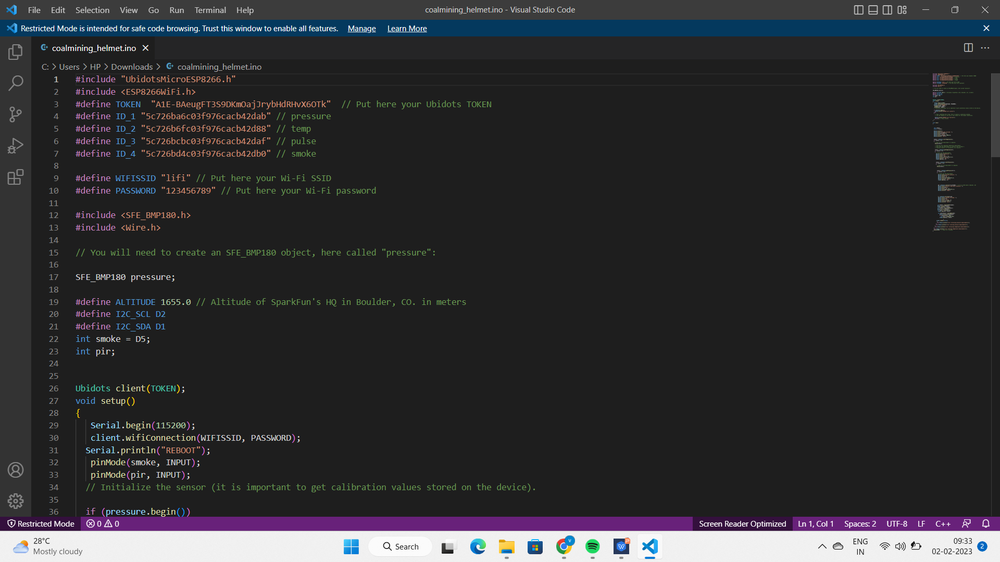 File Edit Selection View Go Run Terminal Help
coalmining_helmet.ino - Visual Studio Code
Restricted Mode is intended for safe code browsing. Trust this window to enable all features. Manage Learn More
coalmining_helmet.ino
C: > Users > HP > Downloads > coalmining_helmet.ino
1 #include "UbidotsMicroESP8266.h"
2 #include <ESP8266WiFi.h>
3 #define TOKEN  "A1E-BAeugFT3S9DKmOajJrybHdRHvX6OTk"  // Put here your Ubidots TOKEN
4 #define ID_1 "5c726ba6c03f976cacb42dab" // pressure
5 #define ID_2 "5c726b6fc03f976cacb42d88" // temp
6 #define ID_3 "5c726bcbc03f976cacb42daf" // pulse
7 #define ID_4 "5c726bd4c03f976cacb42db0" // smoke
8
9 #define WIFISSID "lifi" // Put here your Wi-Fi SSID
10 #define PASSWORD "123456789" // Put here your Wi-Fi password
11
12 #include <SFE_BMP180.h>
13 #include <Wire.h>
14
15 // You will need to create an SFE_BMP180 object, here called "pressure":
16
17 SFE_BMP180 pressure;
18
19 #define ALTITUDE 1655.0 // Altitude of SparkFun's HQ in Boulder, CO. in meters
20 #define I2C_SCL D2
21 #define I2C_SDA D1
22 int smoke = D5;
23 int pir;
24
25
26 Ubidots client(TOKEN);
27 void setup()
28 {
29    Serial.begin(115200);
30    client.wifiConnection(WIFISSID, PASSWORD);
31   Serial.println("REBOOT");
32    pinMode(smoke, INPUT);
33    pinMode(pir, INPUT);
34   // Initialize the sensor (it is important to get calibration values stored on the device).
35
36   if (pressure.begin())
Restricted Mode 0 0 Screen Reader Optimized Ln 1, Col 1 Spaces: 2 UTF-8 LF C++
28°C
Mostly cloudy
Search
ENG
IN
09:33
02-02-2023
2